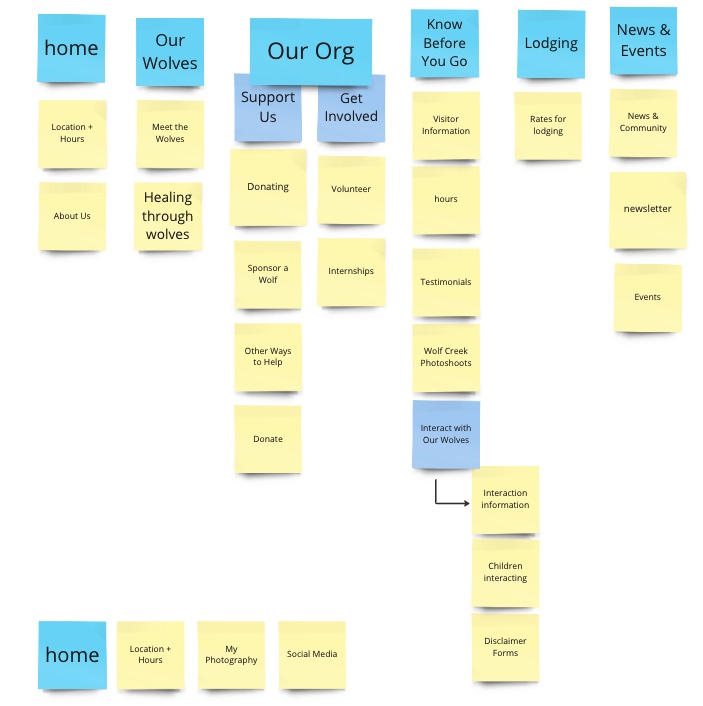 home
Our
Wolves
Our Org
Know
Before
You Go
Lodging
News &
Events
Location +
Hours
About Us
Meet the
Wolves
Healing
through
wolves
Support
Us
Donating
Sponsor a
Wolf
Other Ways
to Help
Donate
Get
Involved
Volunteer
Internships
Visitor
Information
hours
Testimonials
Wolf Creek
Photoshoots
Interact with
Our Wolves
Interaction
information
Children
interacting
Disclaimer
Forms
Rates for
lodging
News &
Community
newsletter
Events
home
Location +
Hours
My
Photography
Social Media